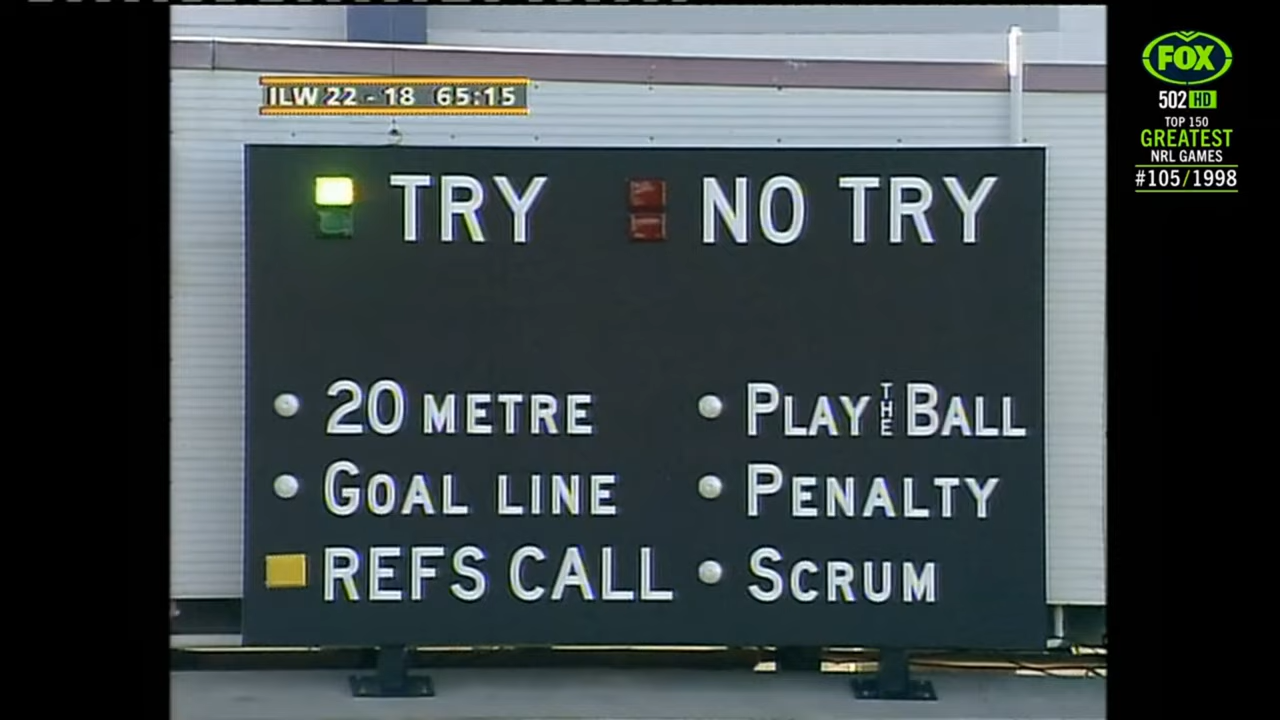 FOX
502 HD
TOP 150
GREATEST
NRL GAMES
#105/1998
ILW 22 - 18 65:15
TRY NO TRY
20 METRE PLAY THE BALL
GOAL LINE PENALTY
REFS CALL SCRUM